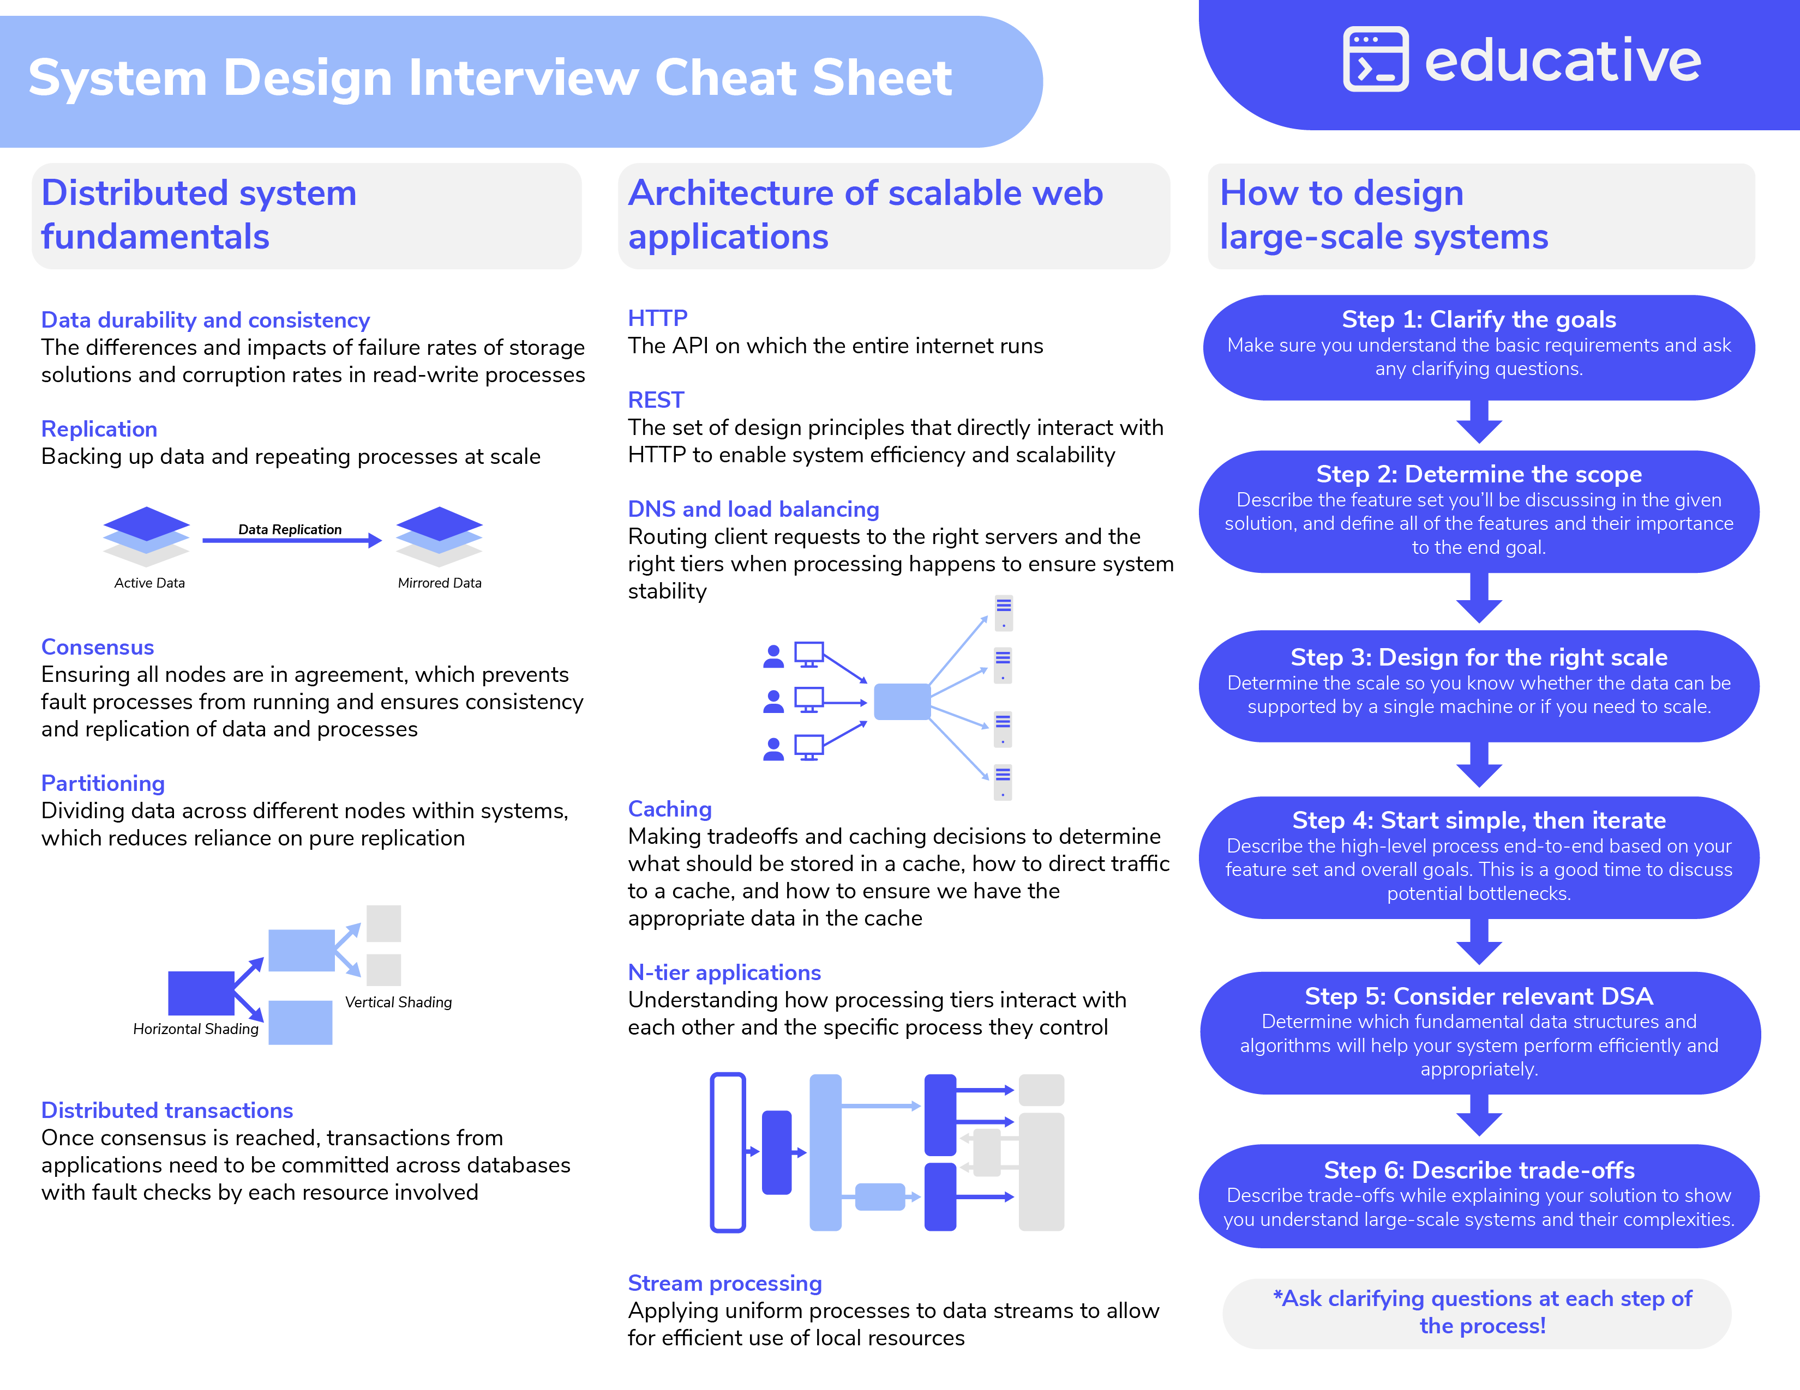 System Design Interview Cheat Sheet
educative
Distributed system
fundamentals
Data durability and consistency
The differences and impacts of failure rates of storage
solutions and corruption rates in read-write processes
Replication
Backing up data and repeating processes at scale
Data Replication
Active Data
Mirrored Data
Consensus
Ensuring all nodes are in agreement, which prevents
fault processes from running and ensures consistency
and replication of data and processes
Partitioning
Dividing data across different nodes within systems,
which reduces reliance on pure replication
Vertical Shading
Horizontal Shading
Distributed transactions
Once consensus is reached, transactions from
applications need to be committed across databases
with fault checks by each resource involved
Architecture of scalable web
applications
HTTP
The API on which the entire internet runs
REST
The set of design principles that directly interact with
HTTP to enable system efficiency and scalability
DNS and load balancing
Routing client requests to the right servers and the
right tiers when processing happens to ensure system
stability
Caching
Making tradeoffs and caching decisions to determine
what should be stored in a cache, how to direct traffic
to a cache, and how to ensure we have the
appropriate data in the cache
N-tier applications
Understanding how processing tiers interact with
each other and the specific process they control
Stream processing
Applying uniform processes to data streams to allow
for efficient use of local resources
How to design
large-scale systems
Step 1: Clarify the goals
Make sure you understand the basic requirements and ask
any clarifying questions.
Step 2: Determine the scope
Describe the feature set you'll be discussing in the given
solution, and define all of the features and their importance
to the end goal.
Step 3: Design for the right scale
Determine the scale so you know whether the data can be
supported by a single machine or if you need to scale.
Step 4: Start simple, then iterate
Describe the high-level process end-to-end based on your
feature set and overall goals. This is a good time to discuss
potential bottlenecks.
Step 5: Consider relevant DSA
Determine which fundamental data structures and
algorithms will help your system perform efficiently and
appropriately.
Step 6: Describe trade-offs
Describe trade-offs while explaining your solution to show
you understand large-scale systems and their complexities.
*Ask clarifying questions at each step of
the process!